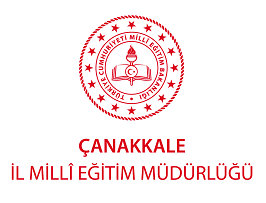 TÜRKİYE CUMHURİYETİ MİLLÎ EĞİTİM BAKANLIĞI
ÇANAKKALE
İL MİLLÎ EĞİTİM MÜDÜRLÜĞÜ